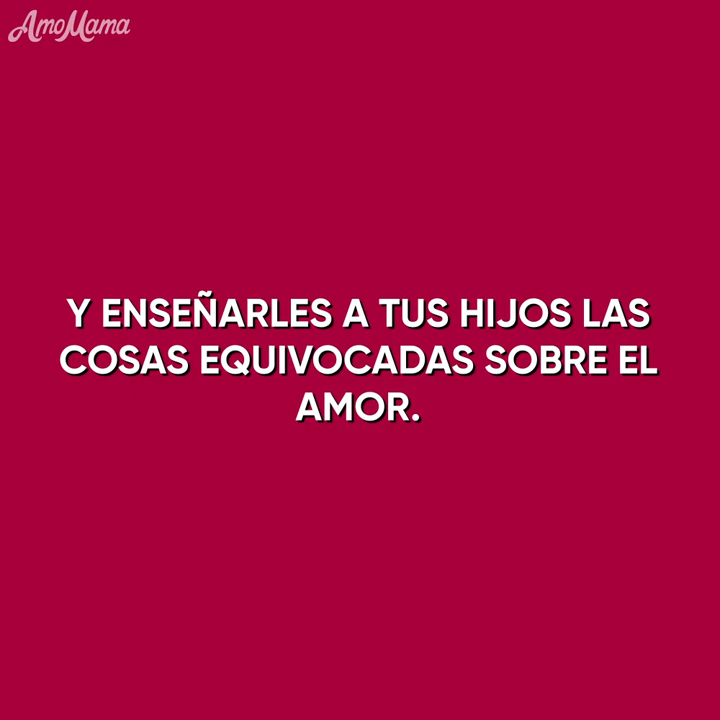 AmoMama
Y ENSEÑARLES A TUS HIJOS LAS
COSAS EQUIVOCADAS SOBRE EL
AMOR.